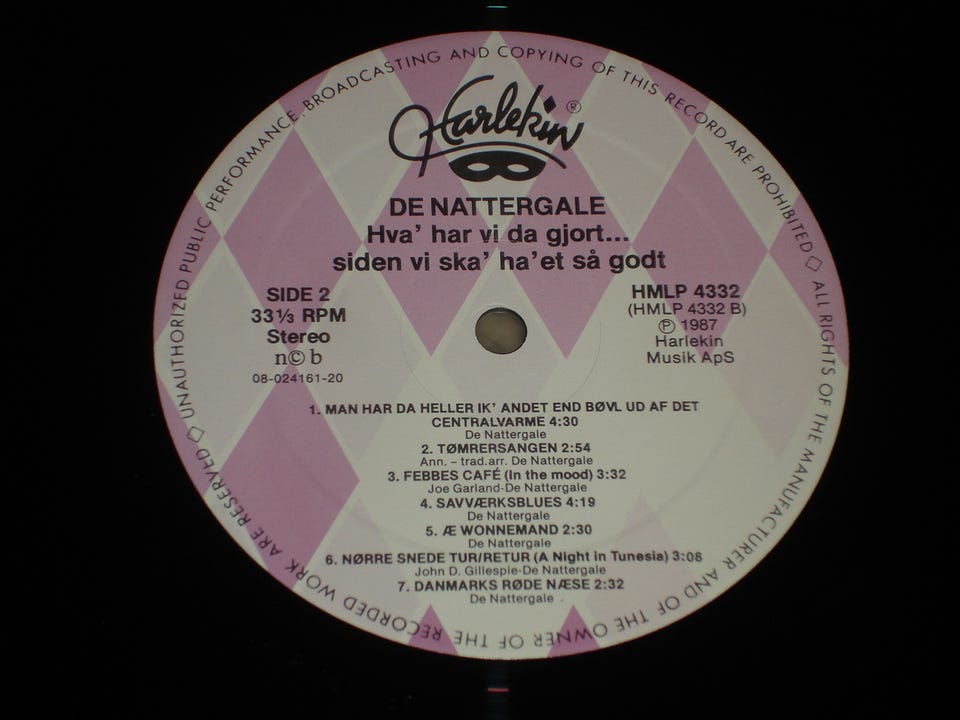 UNAUTHORIZED PUBLIC PERFORMANCE, BROADCASTING AND COPYING OF THIS RECORD ARE PROHIBITED ◇ ALL RIGHTS OF THE MANUFACTURER AND OF THE OWNER OF THE RECORDED WORK ARE RESERVED ◇
Harlekin ®
DE NATTERGALE
Hva' har vi da gjort...
siden vi ska' ha'et så godt
SIDE 2
33⅓ RPM
Stereo
n©b
08-024161-20
HMLP 4332
(HMLP 4332 B)
℗ 1987
Harlekin
Musik ApS
1. MAN HAR DA HELLER IK' ANDET END BØVL UD AF DET
CENTRALVARME 4:30
De Nattergale
2. TØMRERSANGEN 2:54
Ann. – trad.arr. De Nattergale
3. FEBBES CAFÉ (In the mood) 3:32
Joe Garland-De Nattergale
4. SAVVÆRKSBLUES 4:19
De Nattergale
5. Æ WONNEMAND 2:30
De Nattergale
6. NØRRE SNEDE TUR/RETUR (A Night in Tunesia) 3:08
John D. Gillespie-De Nattergale
7. DANMARKS RØDE NÆSE 2:32
De Nattergale